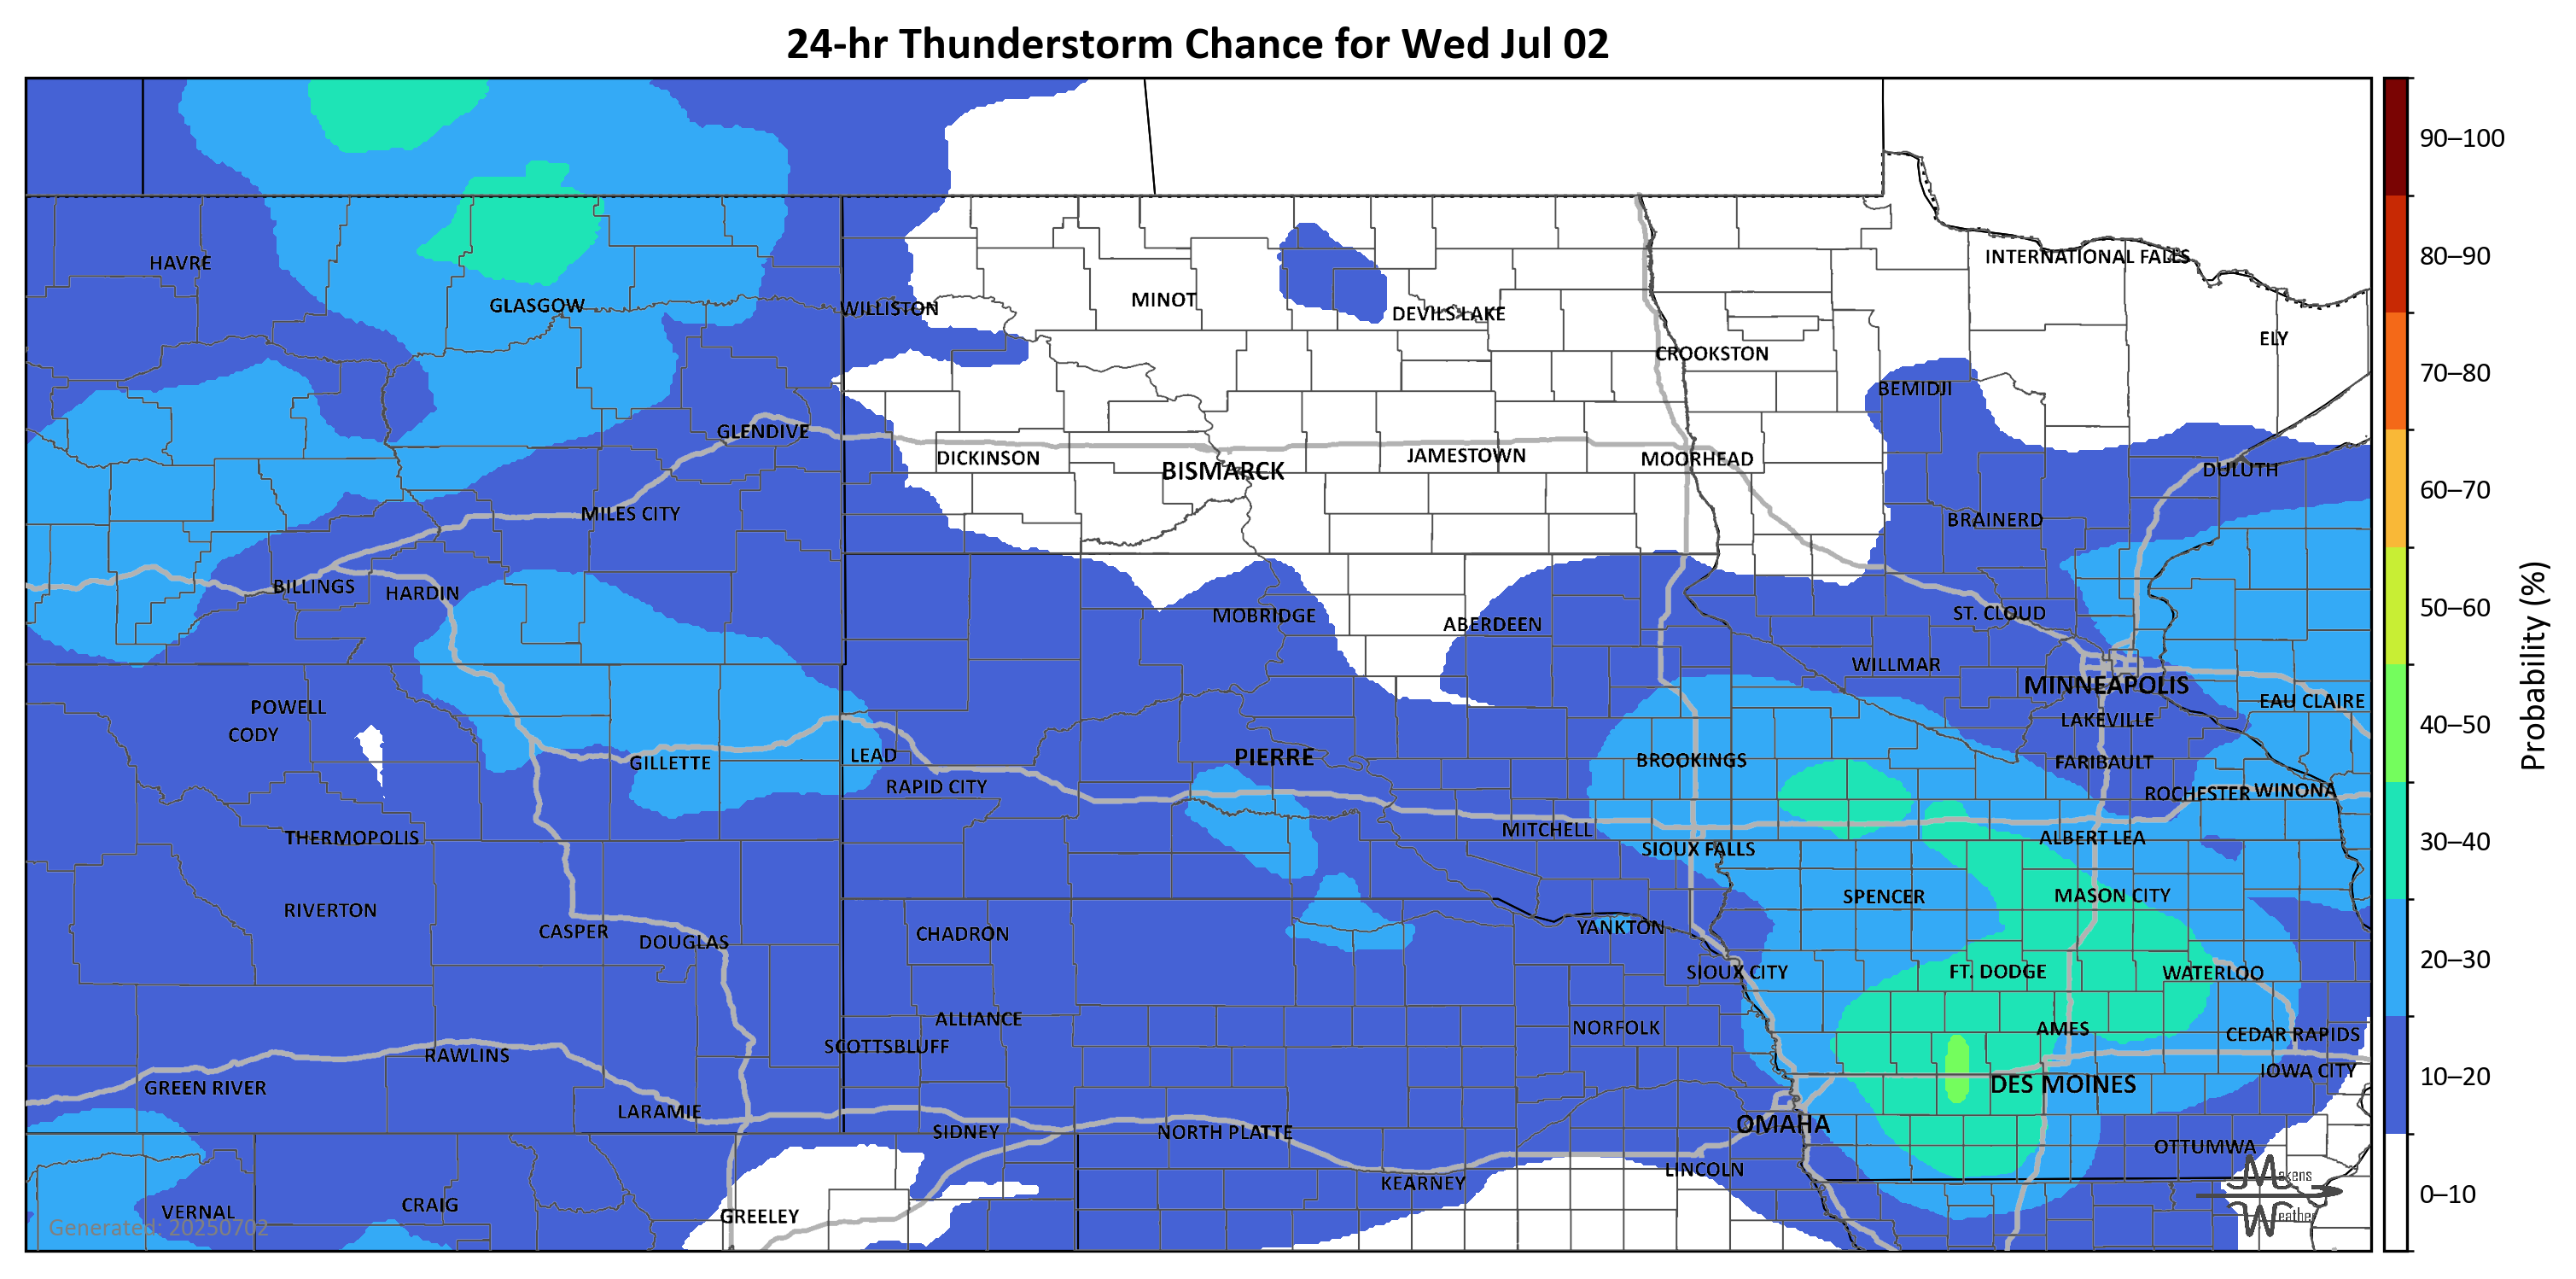 24-hr Thunderstorm Chance for Wed Jul 02
90–100
80–90
70–80
60–70
50–60
40–50
30–40
20–30
10–20
0–10
Probability (%)
HAVRE
INTERNATIONAL FALLS
GLASGOW
WILLISTON
MINOT
DEVILS LAKE
ELY
CROOKSTON
BEMIDJI
GLENDIVE
DICKINSON
BISMARCK
JAMESTOWN
MOORHEAD
DULUTH
MILES CITY
BRAINERD
BILLINGS
HARDIN
MOBRIDGE
ABERDEEN
ST. CLOUD
WILLMAR
MINNEAPOLIS
POWELL
EAU CLAIRE
CODY
LAKEVILLE
GILLETTE
LEAD
PIERRE
BROOKINGS
FARIBAULT
RAPID CITY
ROCHESTER
WINONA
THERMOPOLIS
MITCHELL
ALBERT LEA
SIOUX FALLS
RIVERTON
SPENCER
MASON CITY
CASPER
DOUGLAS
CHADRON
YANKTON
SIOUX CITY
FT. DODGE
WATERLOO
ALLIANCE
NORFOLK
AMES
CEDAR RAPIDS
RAWLINS
SCOTTSBLUFF
GREEN RIVER
DES MOINES
IOWA CITY
LARAMIE
SIDNEY
NORTH PLATTE
OMAHA
OTTUMWA
LINCOLN
KEARNEY
VERNAL
CRAIG
GREELEY
Generated: 20250702
Makens
Weather